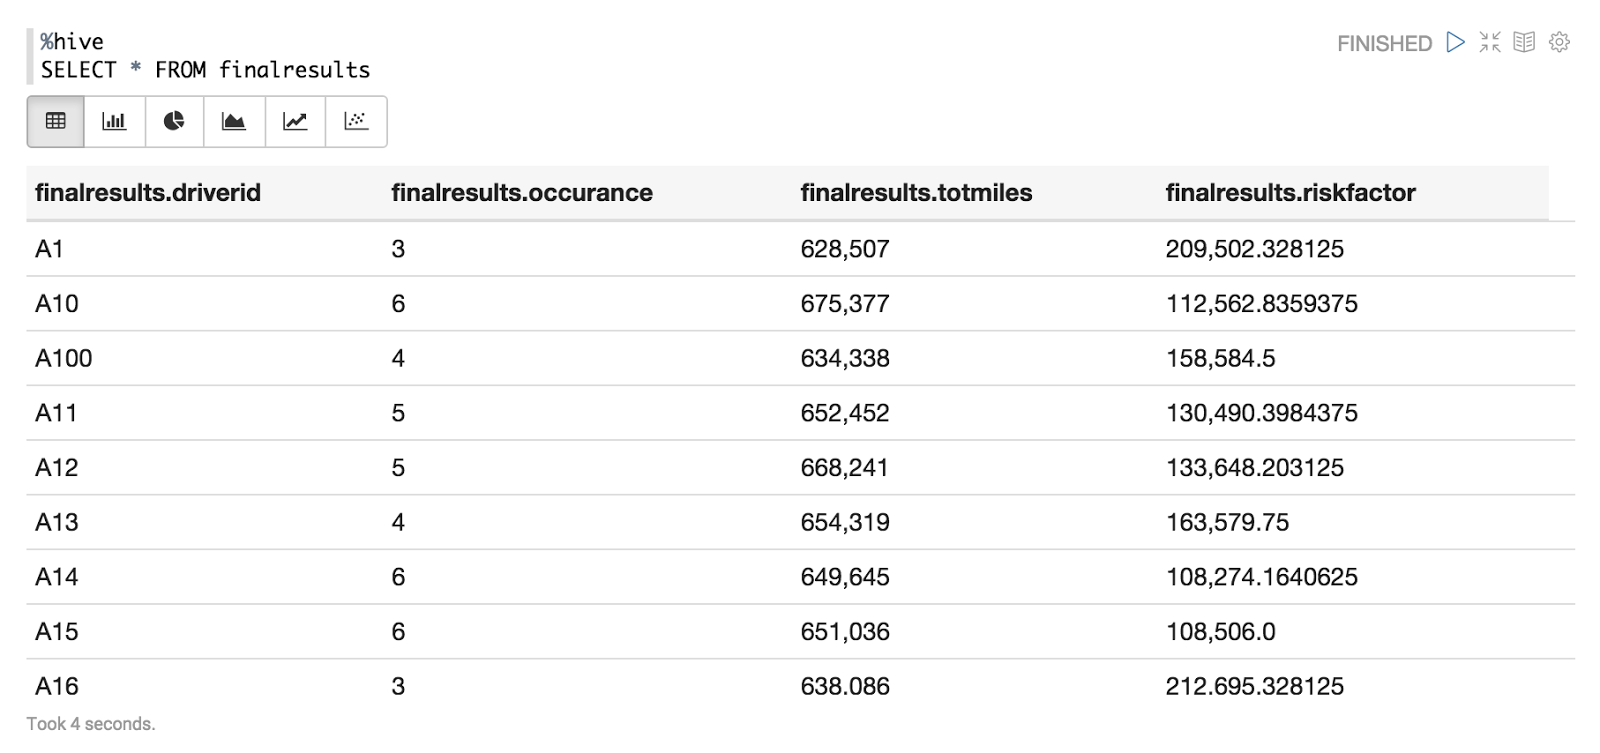 %hive
SELECT * FROM finalresults
FINISHED
finalresults.driverid finalresults.occurance finalresults.totmiles finalresults.riskfactor
A1 3 628,507 209,502.328125
A10 6 675,377 112,562.8359375
A100 4 634,338 158,584.5
A11 5 652,452 130,490.3984375
A12 5 668,241 133,648.203125
A13 4 654,319 163,579.75
A14 6 649,645 108,274.1640625
A15 6 651,036 108,506.0
A16 3 638.086 212.695.328125
Took 4 seconds.